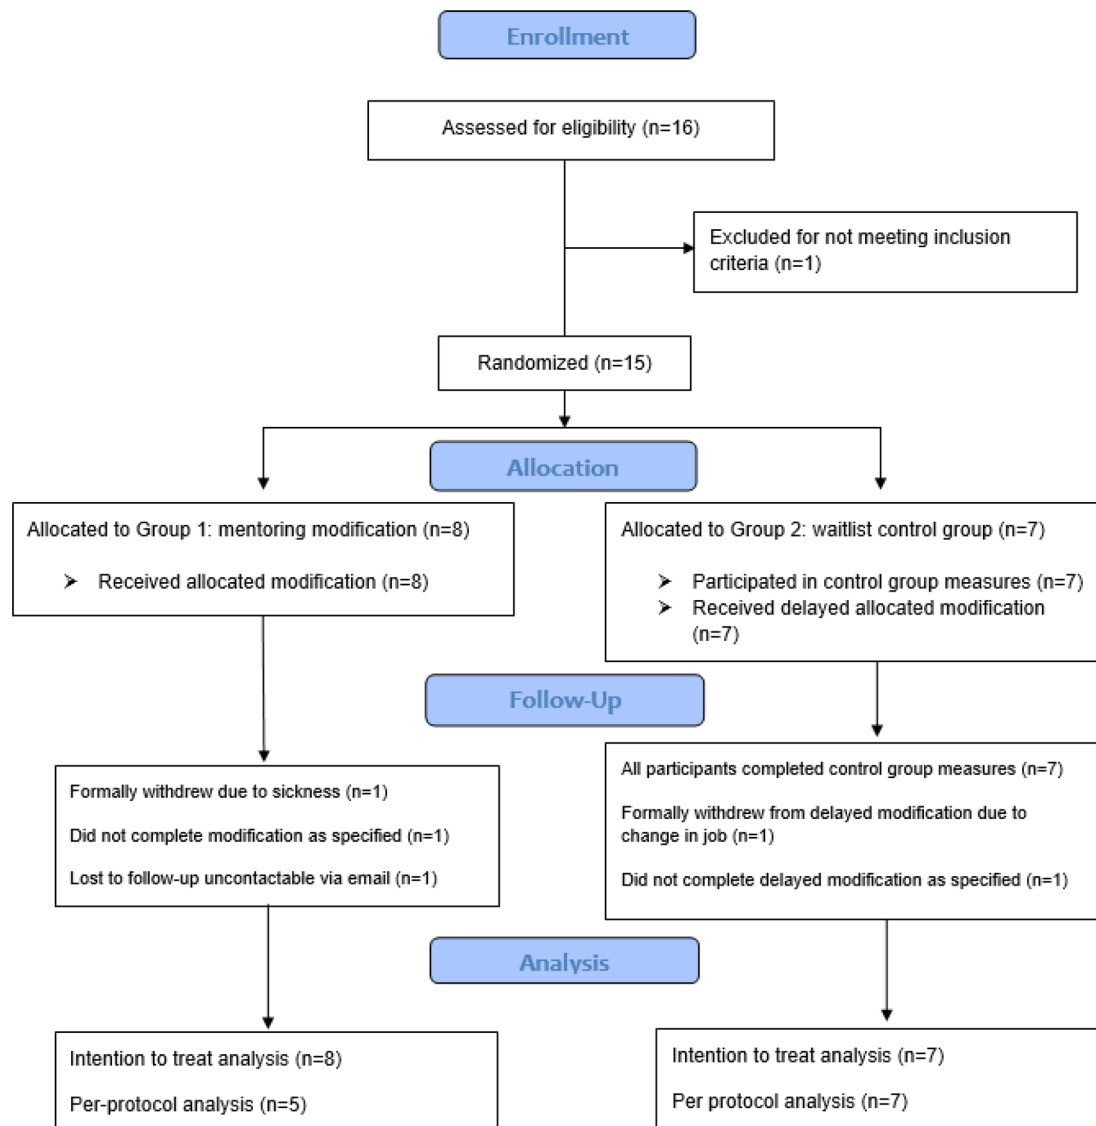 Enrollment
Assessed for eligibility (n=16)
Excluded for not meeting inclusion
criteria (n=1)
Randomized (n=15)
Allocation
Allocated to Group 1: mentoring modification (n=8)
➤ Received allocated modification (n=8)
Allocated to Group 2: waitlist control group (n=7)
➤ Participated in control group measures (n=7)
➤ Received delayed allocated modification
(n=7)
Follow-Up
Formally withdrew due to sickness (n=1)
Did not complete modification as specified (n=1)
Lost to follow-up uncontactable via email (n=1)
All participants completed control group measures (n=7)
Formally withdrew from delayed modification due to
change in job (n=1)
Did not complete delayed modification as specified (n=1)
Analysis
Intention to treat analysis (n=8)
Per-protocol analysis (n=5)
Intention to treat analysis (n=7)
Per protocol analysis (n=7)